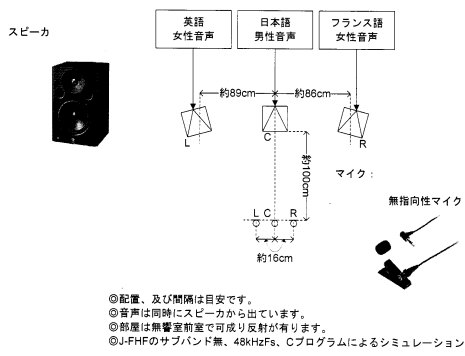 スピーカ
英語
女性音声
日本語
男性音声
フランス語
女性音声
約89cm
約86cm
L
C
R
約100cm
マイク:
無指向性マイク
L C R
約16cm
◎配置、及び間隔は目安です。
◎音声は同時にスピーカから出ています。
◎部屋は無響室前室で可成り反射が有ります。
◎J-FHFのサブバンド無、48kHzFs、Cプログラムによるシミュレーション